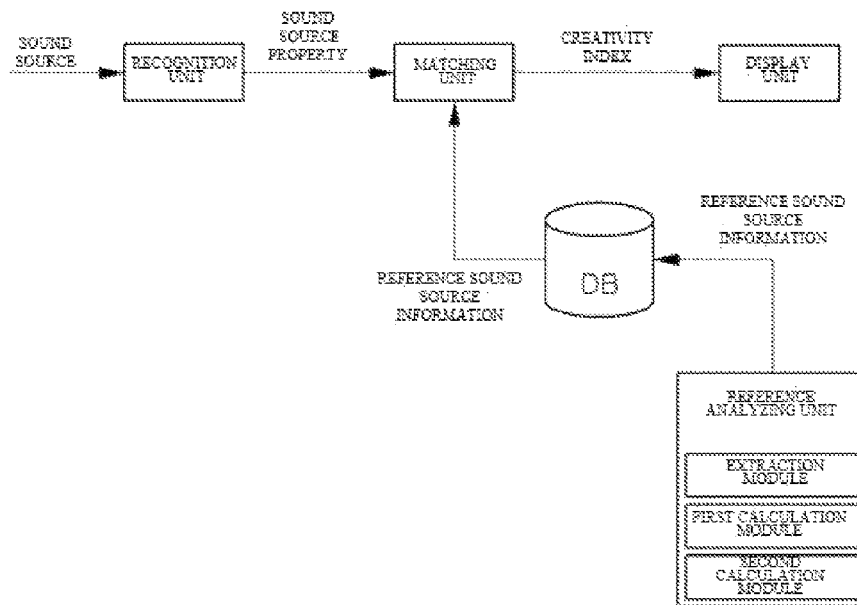 SOUND
SOURCE
RECOGNITION
UNIT
SOUND
SOURCE
PROPERTY
MATCHING
UNIT
CREATIVITY
INDEX
DISPLAY
UNIT
REFERENCE SOUND
SOURCE
INFORMATION
DB
REFERENCE SOUND
SOURCE
INFORMATION
REFERENCE
ANALYZING UNIT
EXTRACTION
MODULE
FIRST CALCULATION
MODULE
SECOND
CALCULATION
MODULE